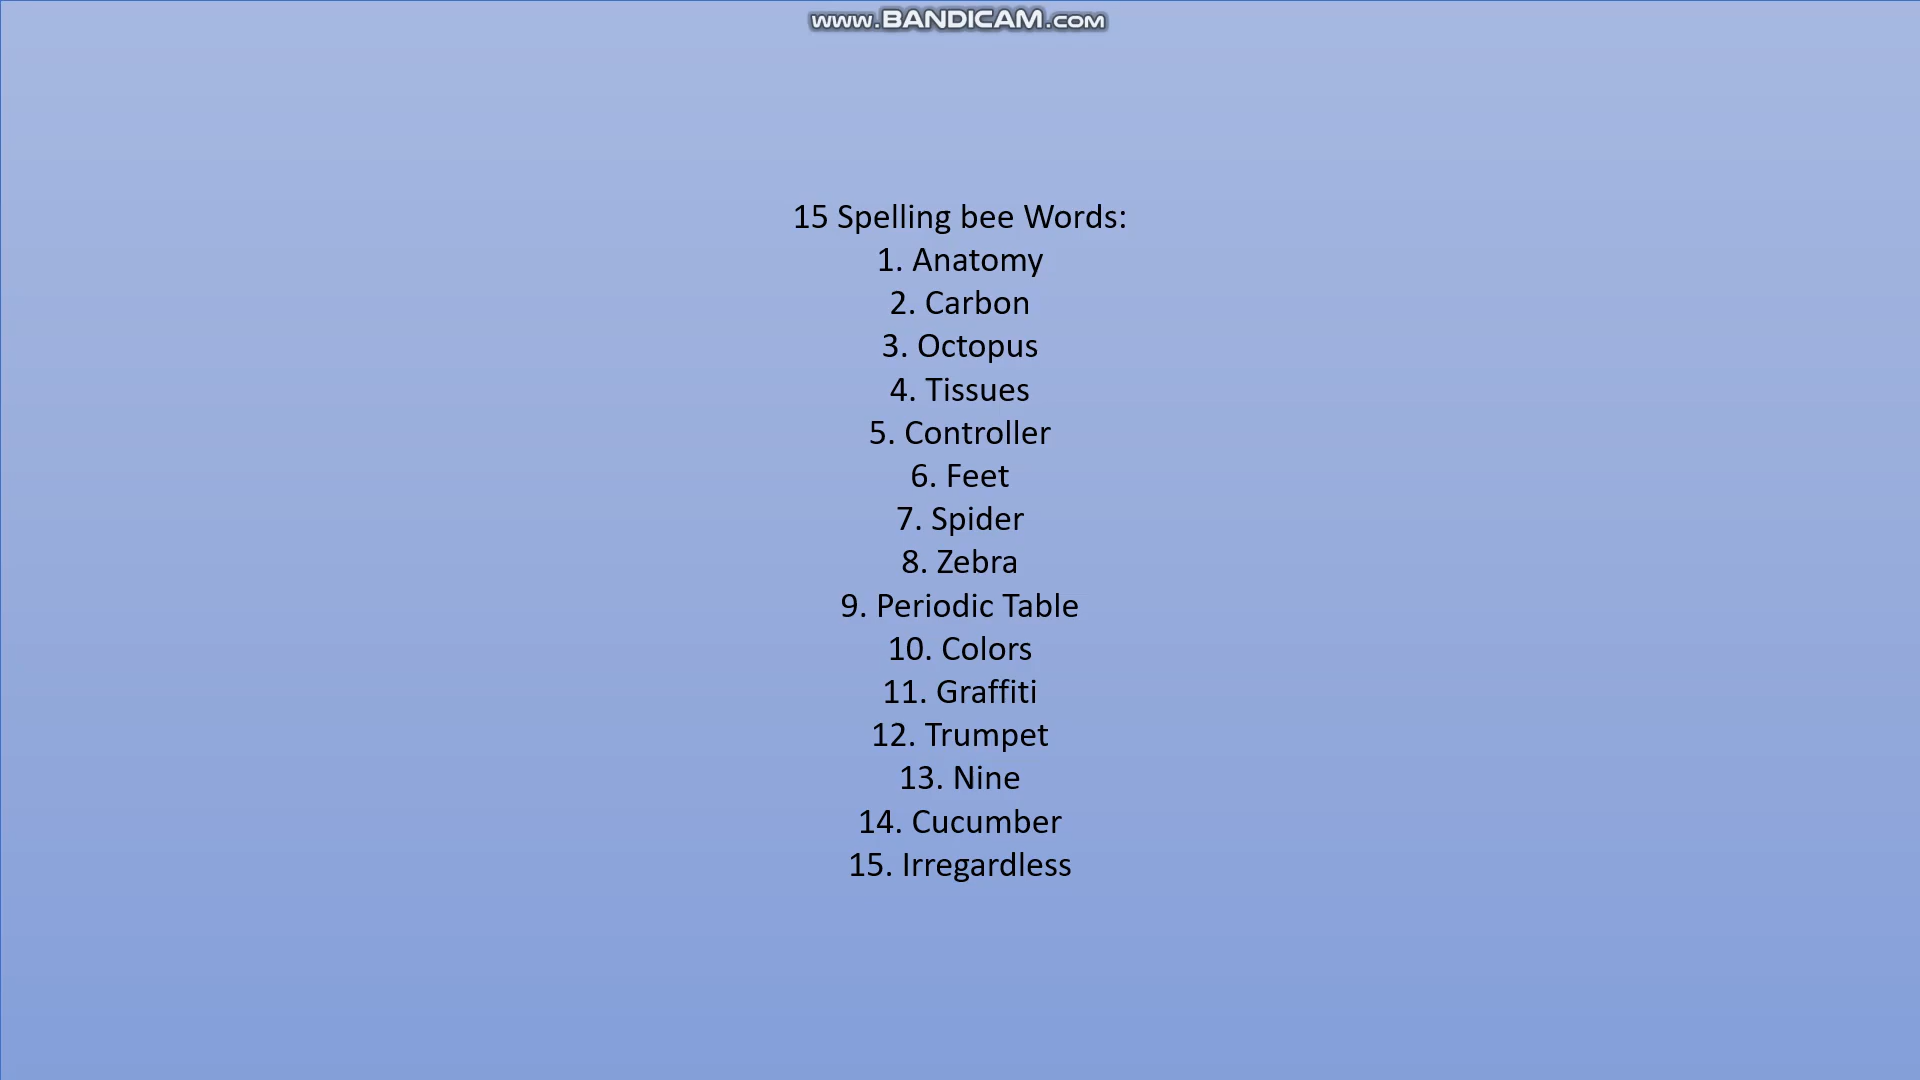 www.BANDICAM.com
15 Spelling bee Words:
1. Anatomy
2. Carbon
3. Octopus
4. Tissues
5. Controller
6. Feet
7. Spider
8. Zebra
9. Periodic Table
10. Colors
11. Graffiti
12. Trumpet
13. Nine
14. Cucumber
15. Irregardless